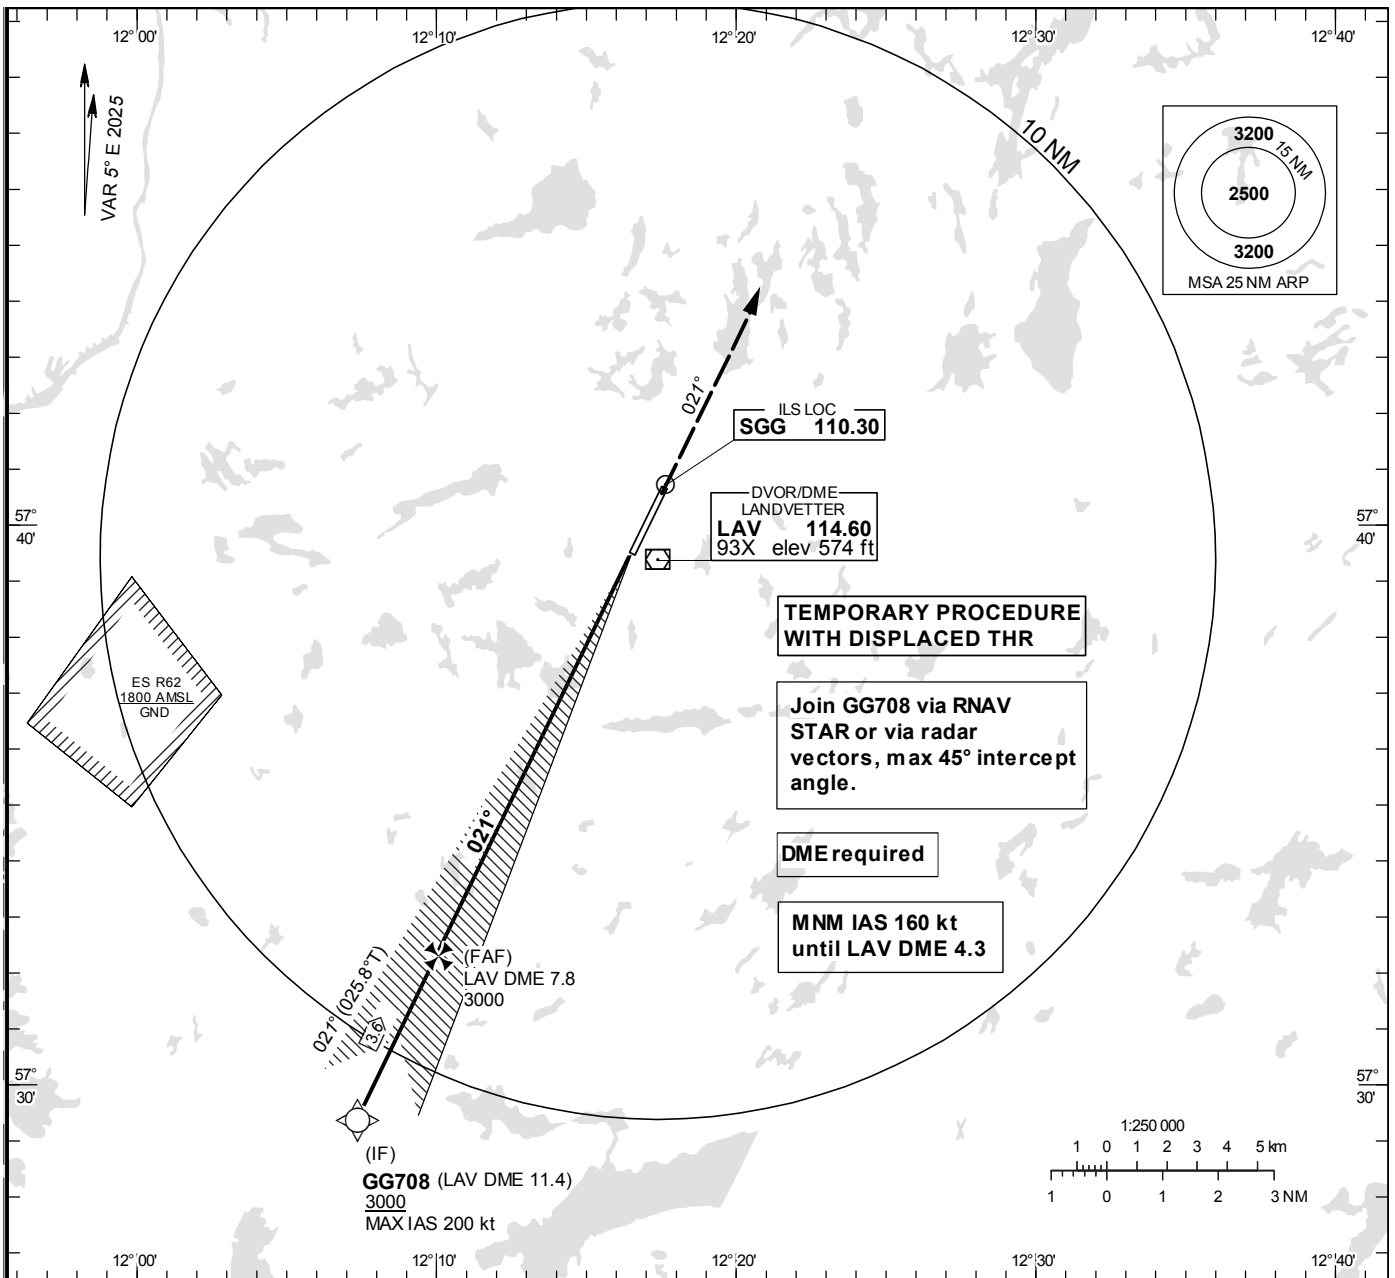 12° 00'
12° 10'
12° 20'
12° 30'
12° 40'
VAR 5° E 2025
10 NM
3200
15 NM
2500
3200
MSA 25 NM ARP
021°
ILS LOC
SGG 110.30
DVOR/DME
LANDVETTER
LAV 114.60
93X elev 574 ft
57°
40'
57°
40'
TEMPORARY PROCEDURE
WITH DISPLACED THR
ES R62
1800 AMSL
GND
Join GG708 via RNAV
STAR or via radar
vectors, max 45° intercept
angle.
021°
DME required
MNM IAS 160 kt
until LAV DME 4.3
(FAF)
LAV DME 7.8
3000
021° (025.8°T)
3.6
57°
30'
57°
30'
(IF)
GG708 (LAV DME 11.4)
3000
MAX IAS 200 kt
1:250 000
1 0 1 2 3 4 5 km
1 0 1 2 3 NM
12° 00'
12° 10'
12° 20'
12° 30'
12° 40'